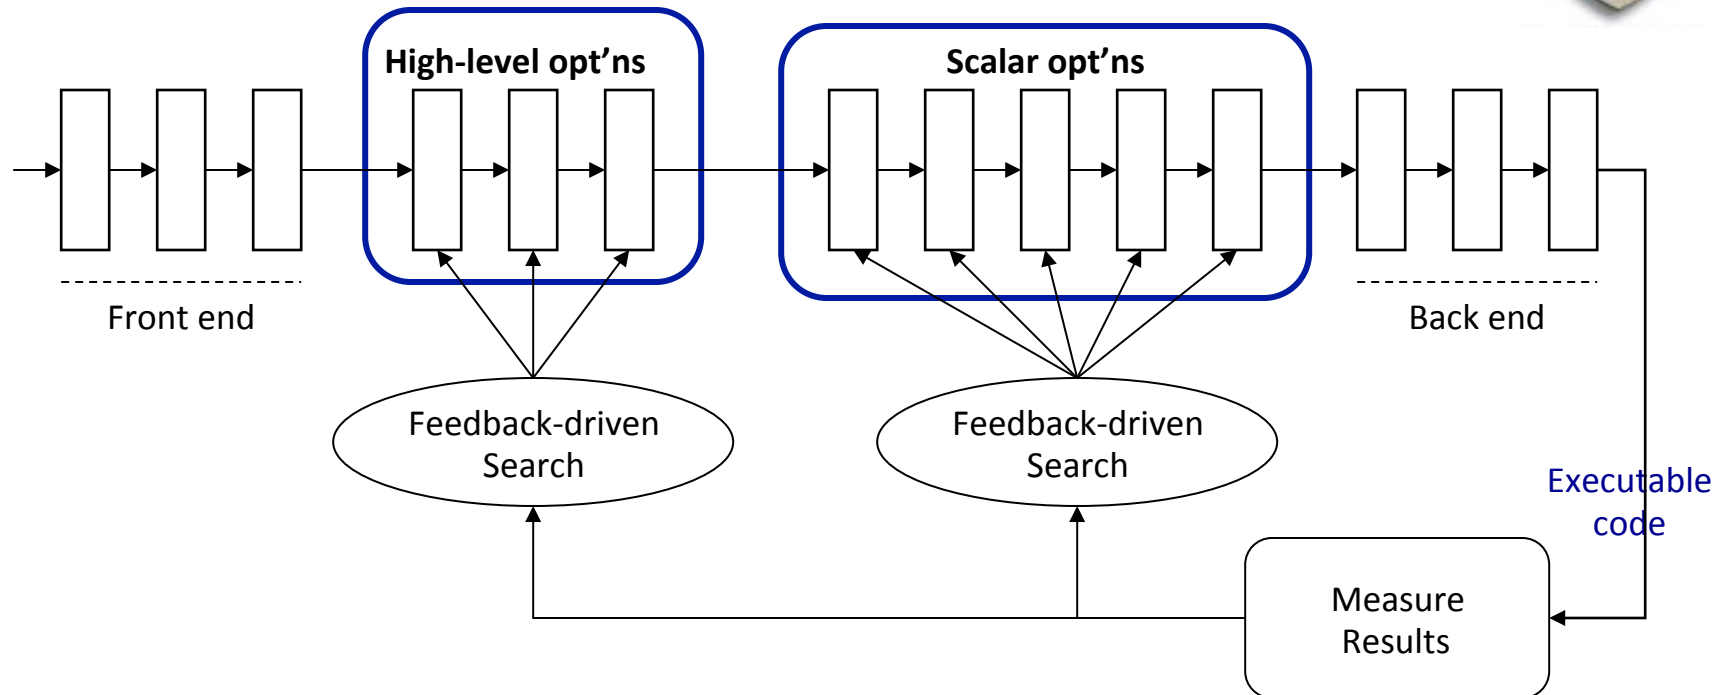 High-level opt’ns
Scalar opt’ns
Front end
Back end
Feedback-driven
Search
Feedback-driven
Search
Executable
code
Measure
Results